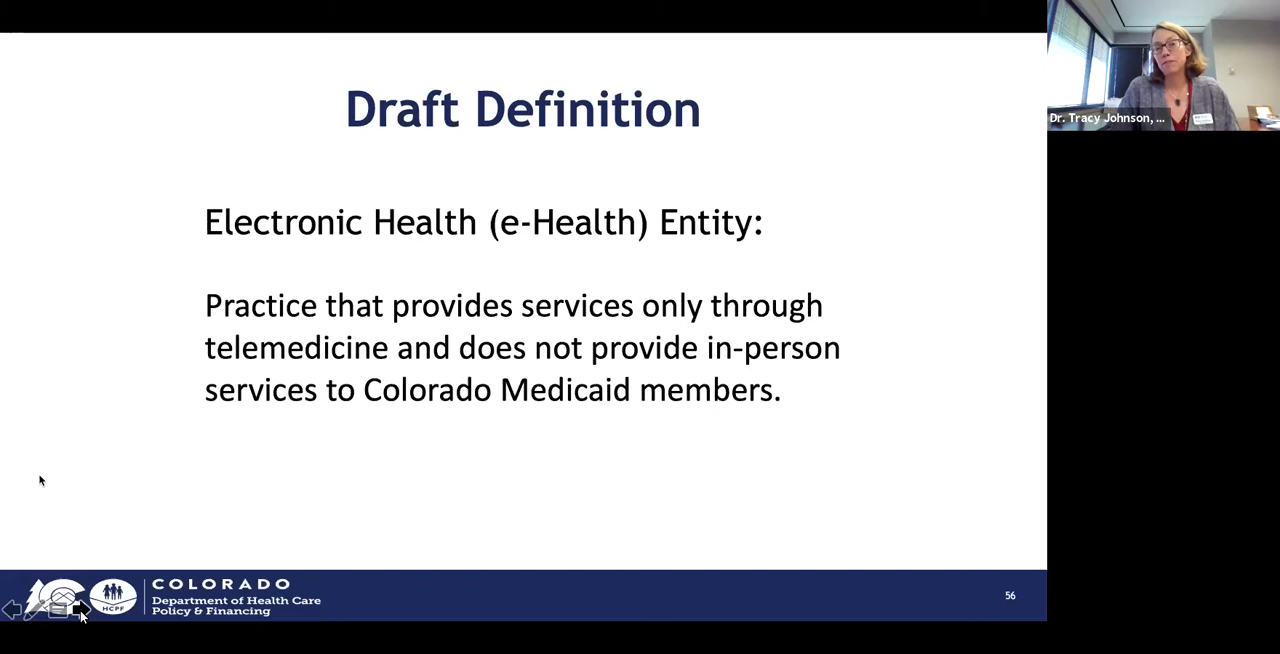 Draft Definition
Electronic Health (e-Health) Entity:
Practice that provides services only through
telemedicine and does not provide in-person
services to Colorado Medicaid members.
Dr. Tracy Johnson, ...
HCPF
COLORADO
Department of Health Care
Policy & Financing
56